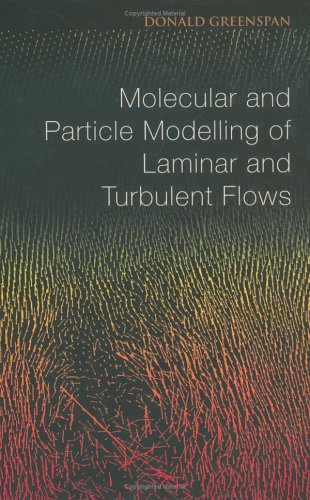 DONALD GREENSPAN
Molecular and
Particle Modelling of
Laminar and
Turbulent Flows